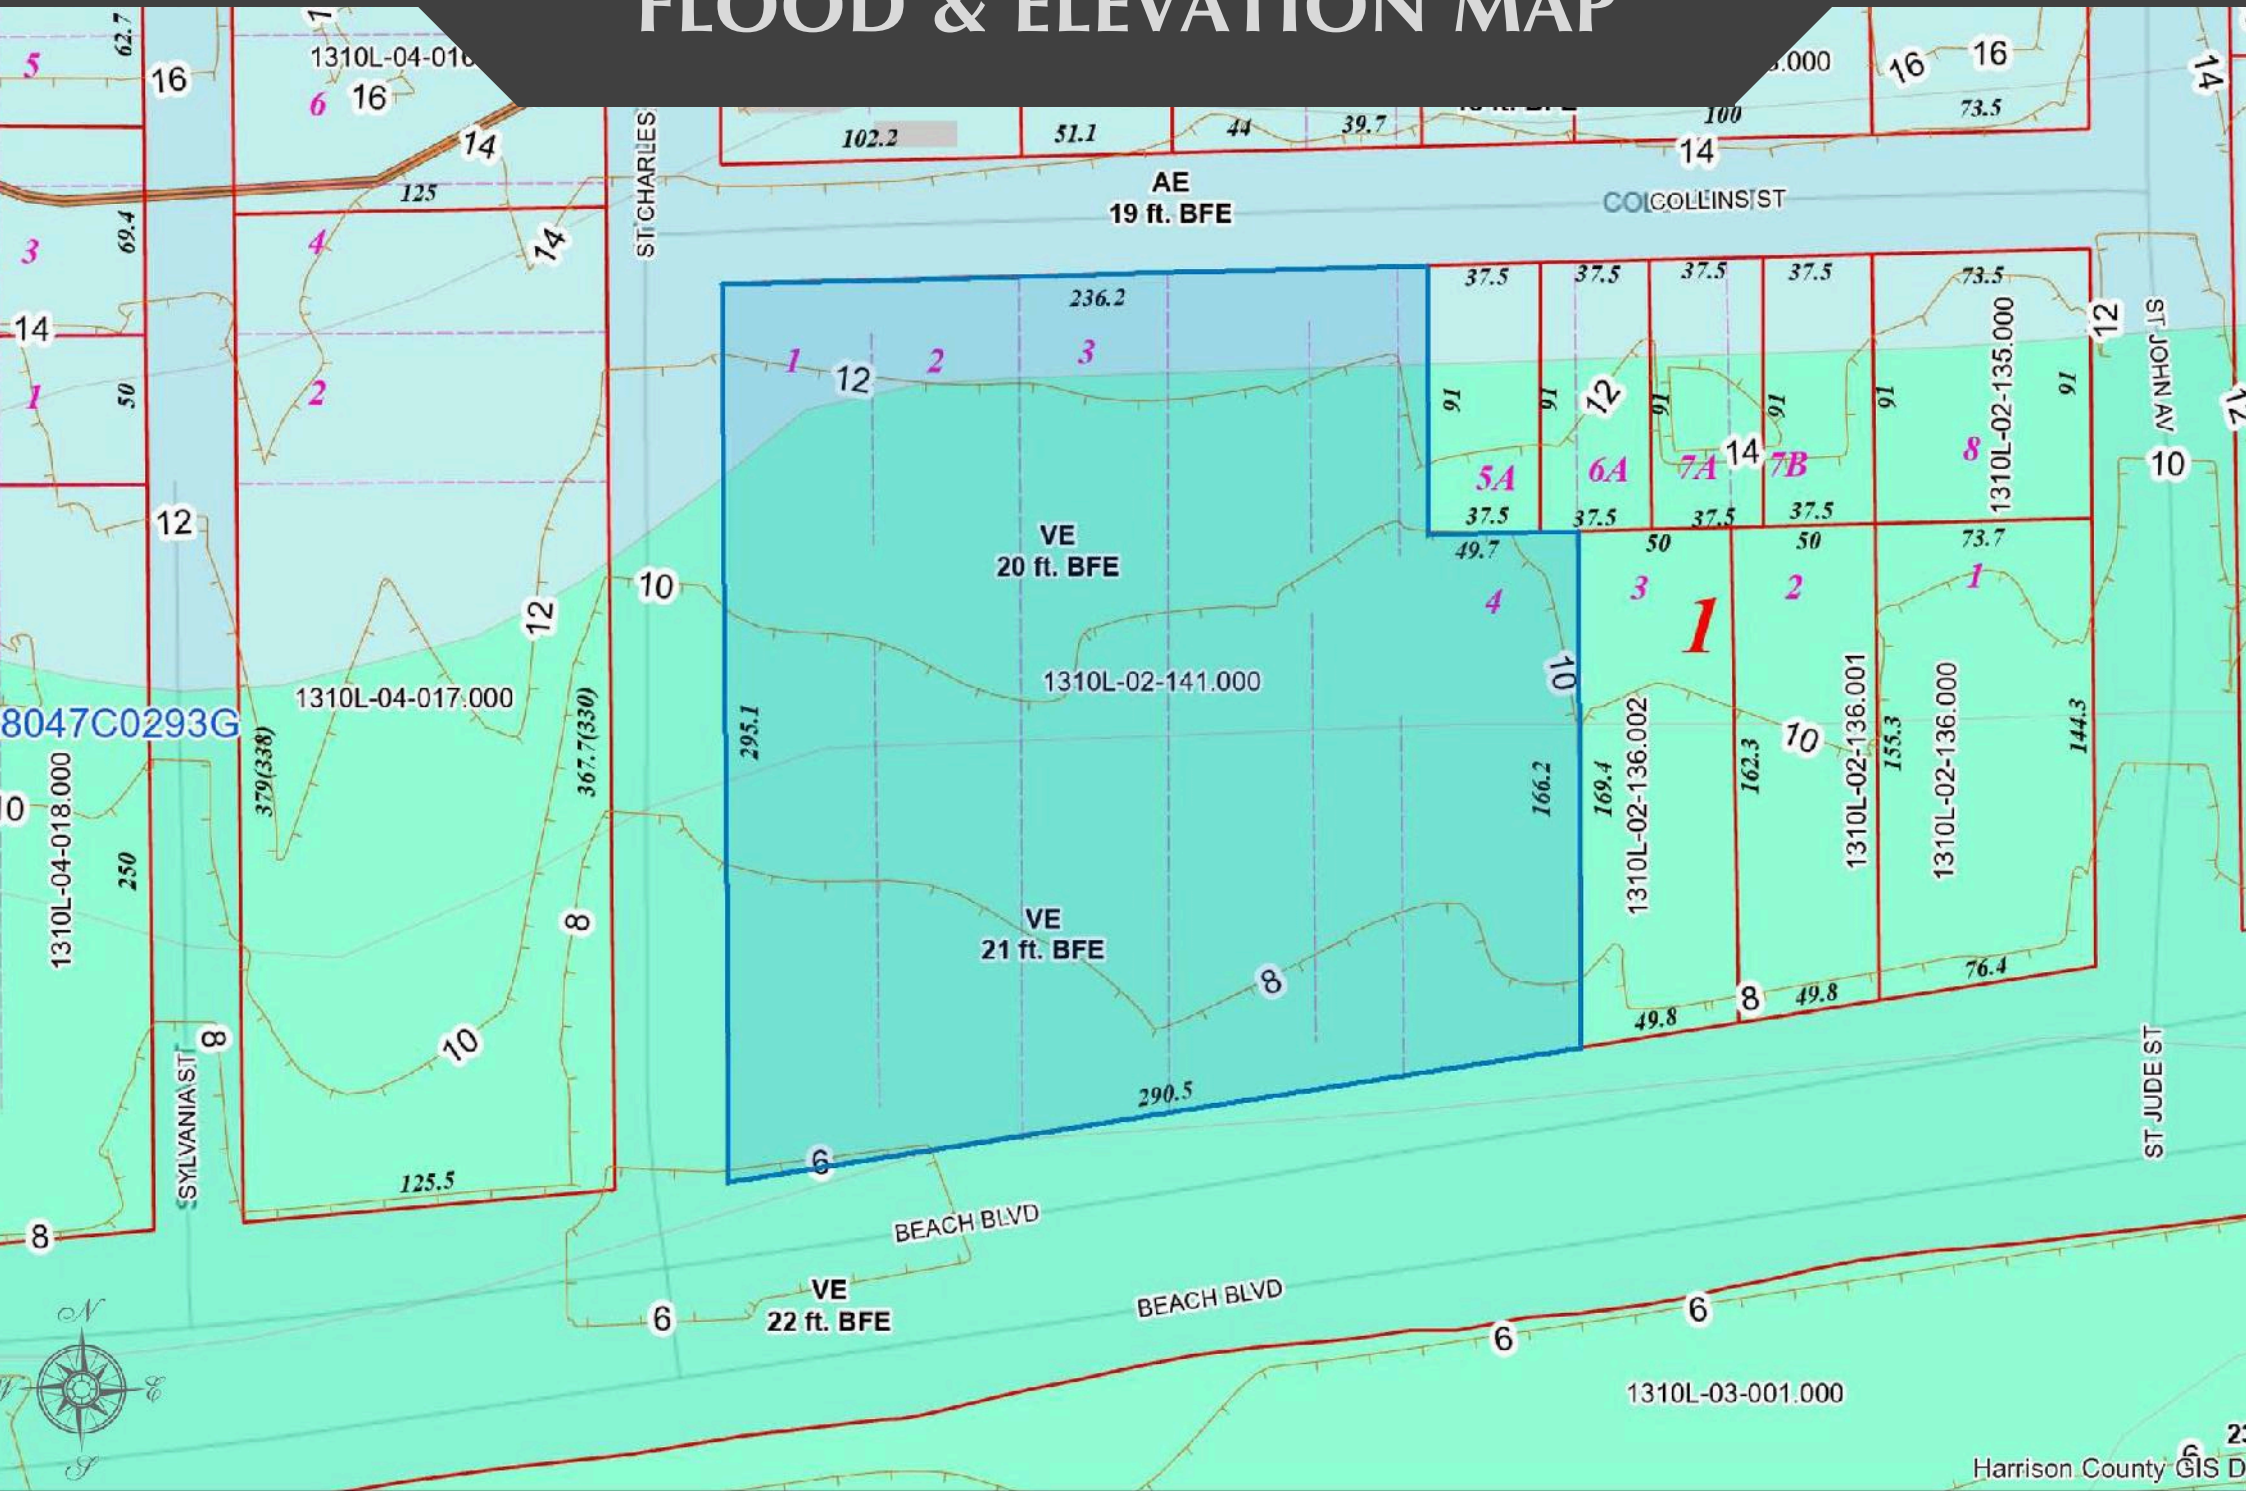 FLOOD & ELEVATION MAP
5
62.7
16
1310L-04-016
6
16
14
125
ST CHARLES
102.2
51.1
44
39.7
100
.000
16
16
73.5
14
14
AE
19 ft. BFE
COLLINS ST
3
69.4
4
14
14
1
50
2
12
236.2
1
2
3
12
37.5
37.5
37.5
37.5
73.5
91
91
91
91
91
91
12
14
5A
6A
7A
7B
8
1310L-02-135.000
37.5
37.5
37.5
37.5
12
ST JOHN AV
12
10
VE
20 ft. BFE
49.7
50
50
73.7
4
3
1
2
1
10
12
1310L-04-017.000
8047C0293G
1310L-04-018.000
10
250
379(338)
367.7(330)
295.1
1310L-02-141.000
10
166.2
169.4
1310L-02-136.002
162.3
10
1310L-02-136.001
155.3
1310L-02-136.000
144.3
8
VE
21 ft. BFE
8
49.8
8
49.8
76.4
10
8
SYLVANIA ST
125.5
8
290.5
6
BEACH BLVD
ST JUDE ST
VE
22 ft. BFE
6
BEACH BLVD
6
6
1310L-03-001.000
N
E
S
6
Harrison County GIS D